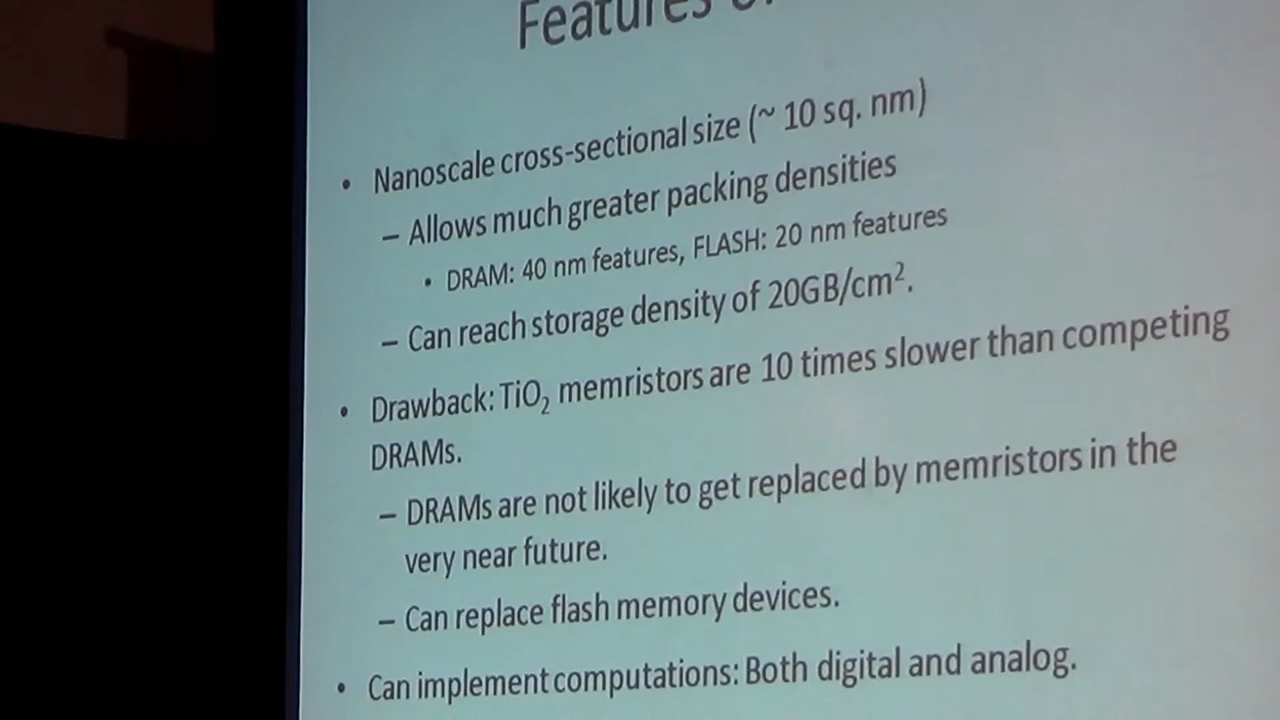 Features of
• Nanoscale cross-sectional size (~ 10 sq. nm)
– Allows much greater packing densities
• DRAM: 40 nm features, FLASH: 20 nm features
– Can reach storage density of 20GB/cm².
• Drawback: TiO₂ memristors are 10 times slower than competing
DRAMs.
– DRAMs are not likely to get replaced by memristors in the
very near future.
– Can replace flash memory devices.
• Can implement computations: Both digital and analog.